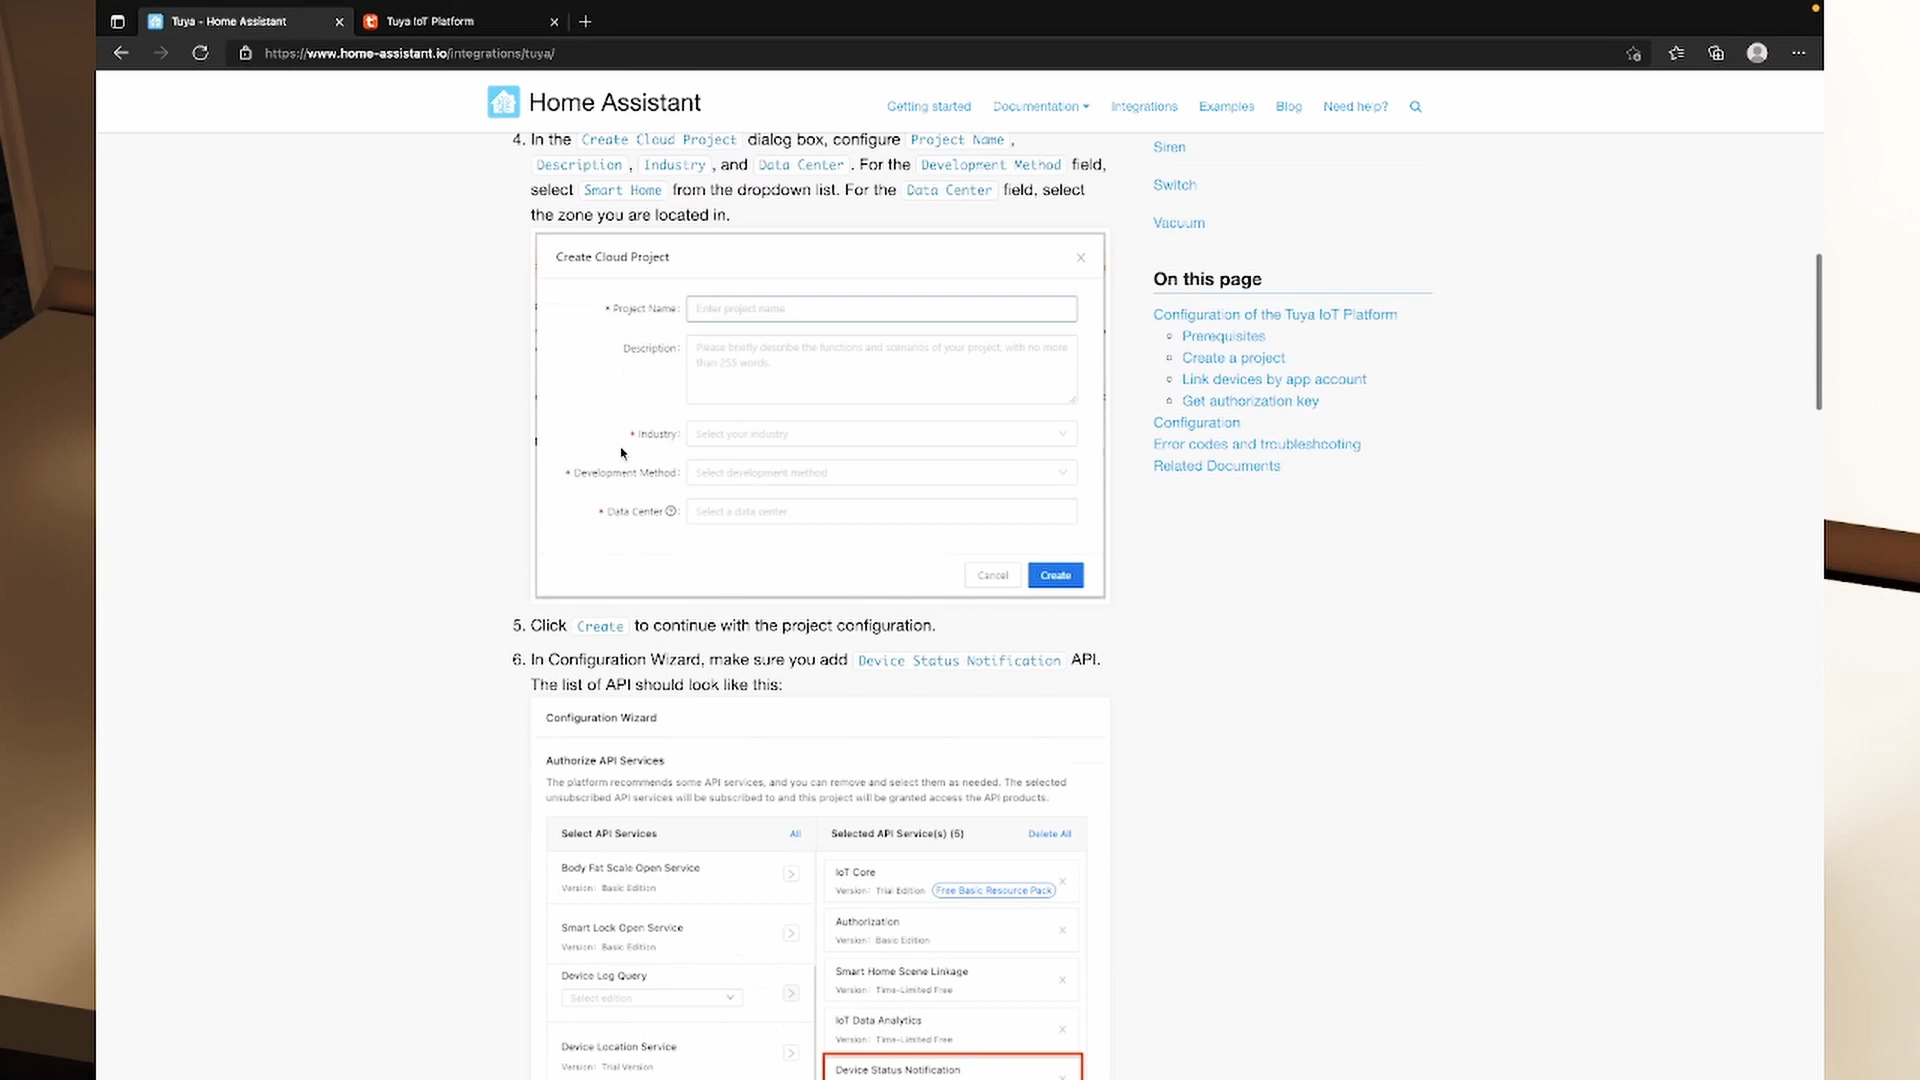 Tuya - Home Assistant
Tuya IoT Platform
https://www.home-assistant.io/integrations/tuya/
Home Assistant
Getting started Documentation Integrations Examples Blog Need help?
4. In the Create Cloud Project dialog box, configure Project Name,
Description, Industry, and Data Center. For the Development Method field,
select Smart Home from the dropdown list. For the Data Center field, select
the zone you are located in.
Create Cloud Project
* Project Name: Enter project name
Description: Please briefly describe the functions and scenarios of your project, with no more
than 255 words.
* Industry: Select your industry
* Development Method: Select development method
* Data Center ?: Select a data center
Cancel Create
5. Click Create to continue with the project configuration.
6. In Configuration Wizard, make sure you add Device Status Notification API.
The list of API should look like this:
Configuration Wizard
Authorize API Services
The platform recommends some API services, and you can remove and select them as needed. The selected
unsubscribed API services will be subscribed to and this project will be granted access the API products.
Select API Services All
Body Fat Scale Open Service
Version: Basic Edition
Smart Lock Open Service
Version: Basic Edition
Device Log Query
Select edition
Device Location Service
Version: Trial Version
Selected API Service(s) (5) Delete All
IoT Core
Version: Trial Edition Free Basic Resource Pack
Authorization
Version: Basic Edition
Smart Home Scene Linkage
Version: Time-Limited Free
IoT Data Analytics
Version: Time-Limited Free
Device Status Notification
Siren
Switch
Vacuum
On this page
Configuration of the Tuya IoT Platform
Prerequisites
Create a project
Link devices by app account
Get authorization key
Configuration
Error codes and troubleshooting
Related Documents